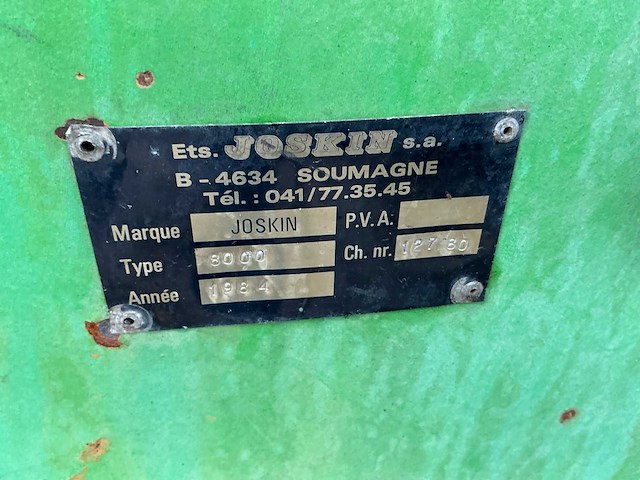 Ets. JOSKIN s.a.
B - 4634 SOUMAGNE
Tél. : 041/77.35.45
Marque JOSKIN P.V.A.
Type 8000 Ch. nr. 12780
Année 1984